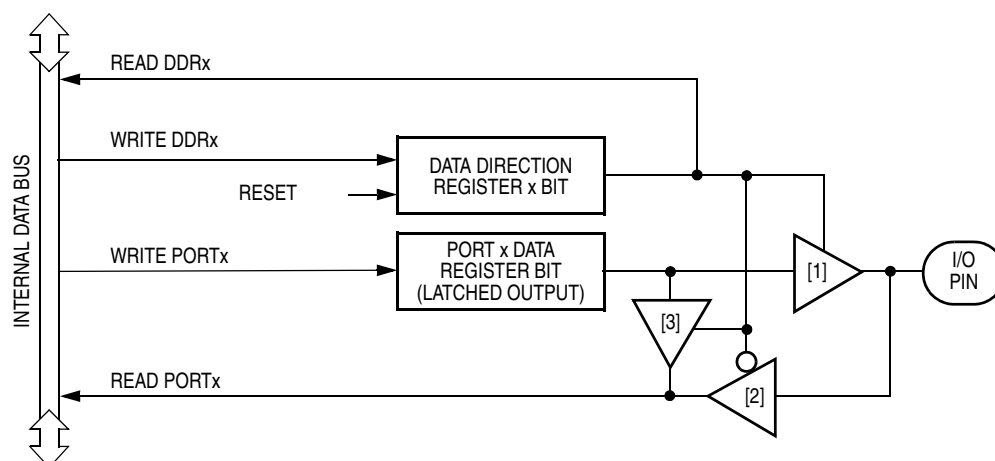 READ DDRx
WRITE DDRx
DATA DIRECTION
REGISTER x BIT
RESET
INTERNAL DATA BUS
WRITE PORTx
PORT x DATA
REGISTER BIT
(LATCHED OUTPUT)
[1]
I/O
PIN
[3]
READ PORTx
[2]